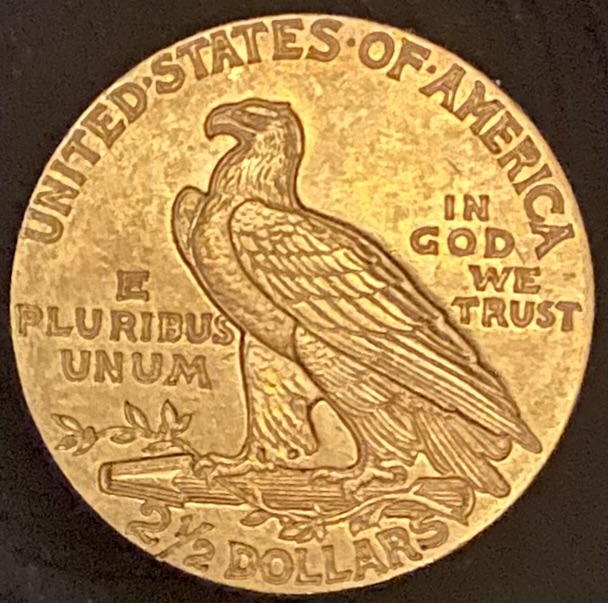 UNITED·STATES·OF·AMERICA
IN
GOD
WE
TRUST
E
PLURIBUS
UNUM
2½ DOLLARS